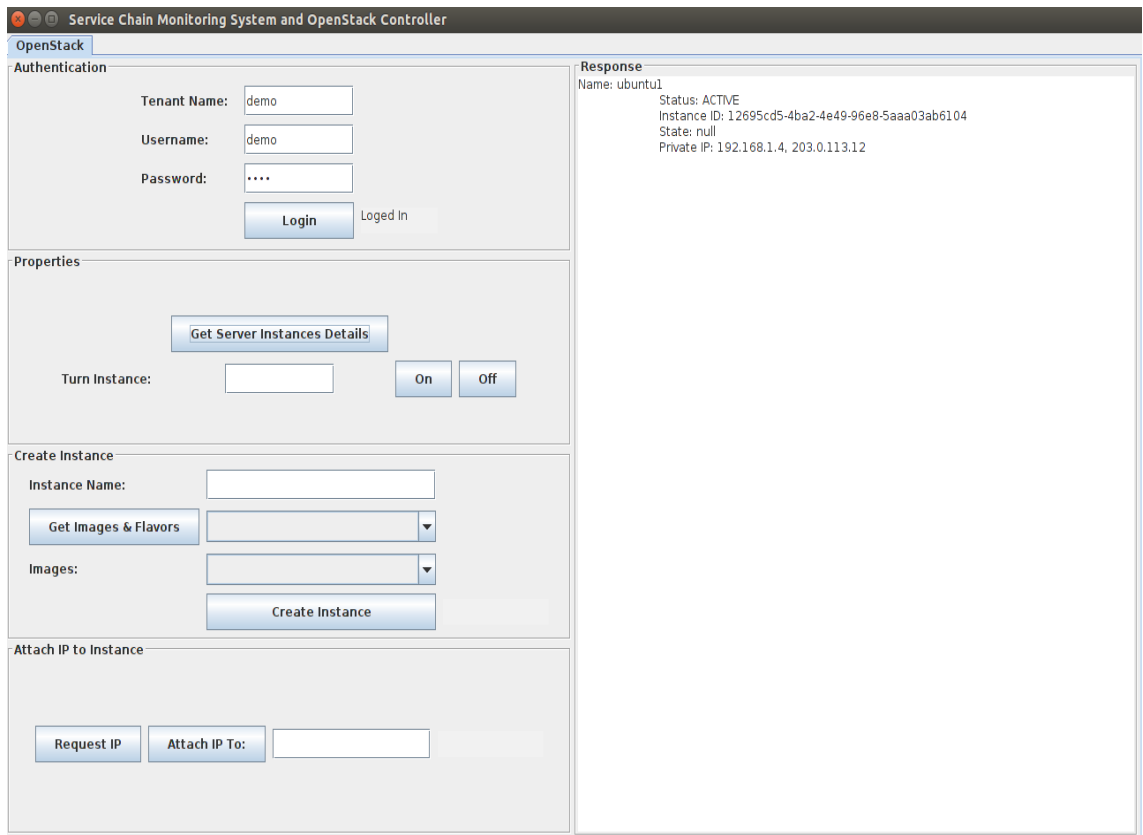 Service Chain Monitoring System and OpenStack Controller
OpenStack
Authentication
Tenant Name: demo
Username: demo
Password: ••••
Login Loged In
Properties
Get Server Instances Details
Turn Instance: On Off
Create Instance
Instance Name:
Get Images & Flavors
Images:
Create Instance
Attach IP to Instance
Request IP Attach IP To:
Response
Name: ubuntu1
Status: ACTIVE
Instance ID: 12695cd5-4ba2-4e49-96e8-5aaa03ab6104
State: null
Private IP: 192.168.1.4, 203.0.113.12